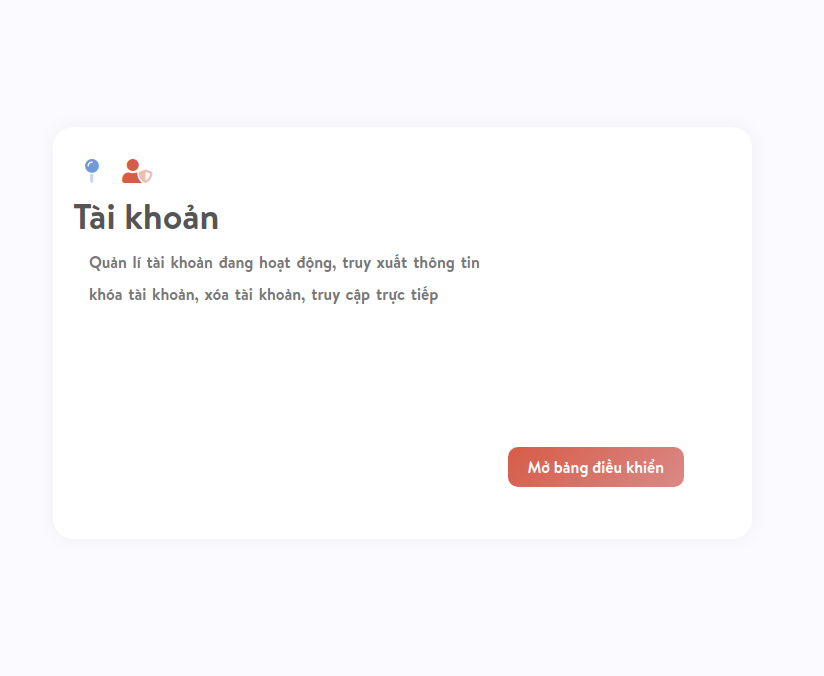 Tài khoản
Quản lí tài khoản đang hoạt động, truy xuất thông tin
khóa tài khoản, xóa tài khoản, truy cập trực tiếp
Mở bảng điều khiển